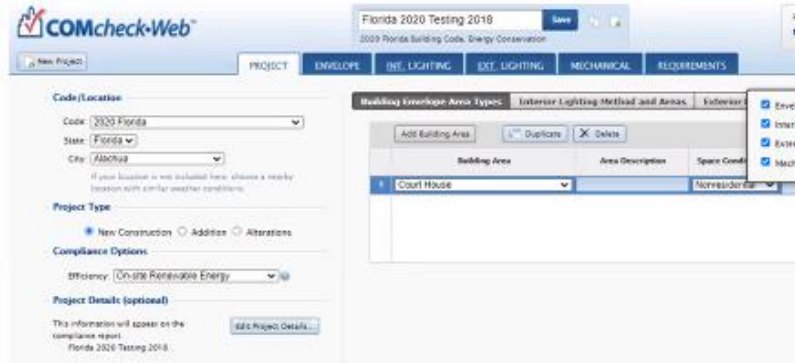 COMcheck-Web™
Florida 2020 Testing 2018
Save
2020 Florida Building Code, Energy Conservation
New Project
PROJECT
ENVELOPE
INT. LIGHTING
EXT. LIGHTING
MECHANICAL
REQUIREMENTS
Code/Location
Code: 2020 Florida
State: Florida
City: Alachua
If your location is not included here, choose a nearby
location with similar weather conditions.
Project Type
New Construction Addition Alterations
Compliance Options
Efficiency: On-site Renewable Energy
Project Details (optional)
This information will appear on the
compliance report.
Florida 2020 Testing 2018
Edit Project Details...
Building Envelope Area Types
Interior Lighting Method and Areas
Exterior
Add Building Area
Duplicate
Delete
Building Area
Area Description
Space Condi
1 Court House
Nonresidential
Enve
Inter
Exter
Mech